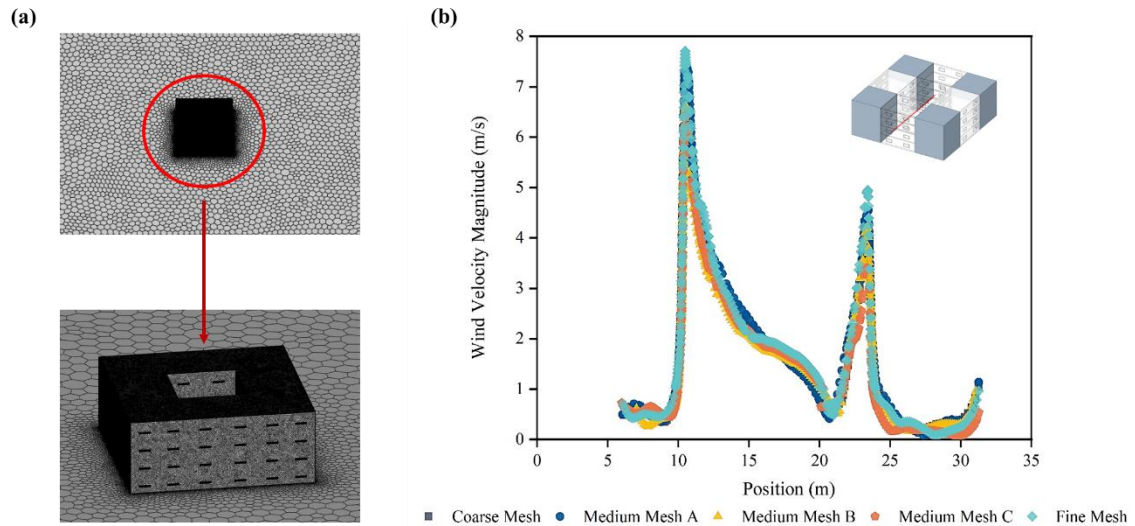 (a)
(b)
8
7
6
5
4
3
2
1
0
Wind Velocity Magnitude (m/s)
0 5 10 15 20 25 30 35
Position (m)
Coarse Mesh Medium Mesh A Medium Mesh B Medium Mesh C Fine Mesh